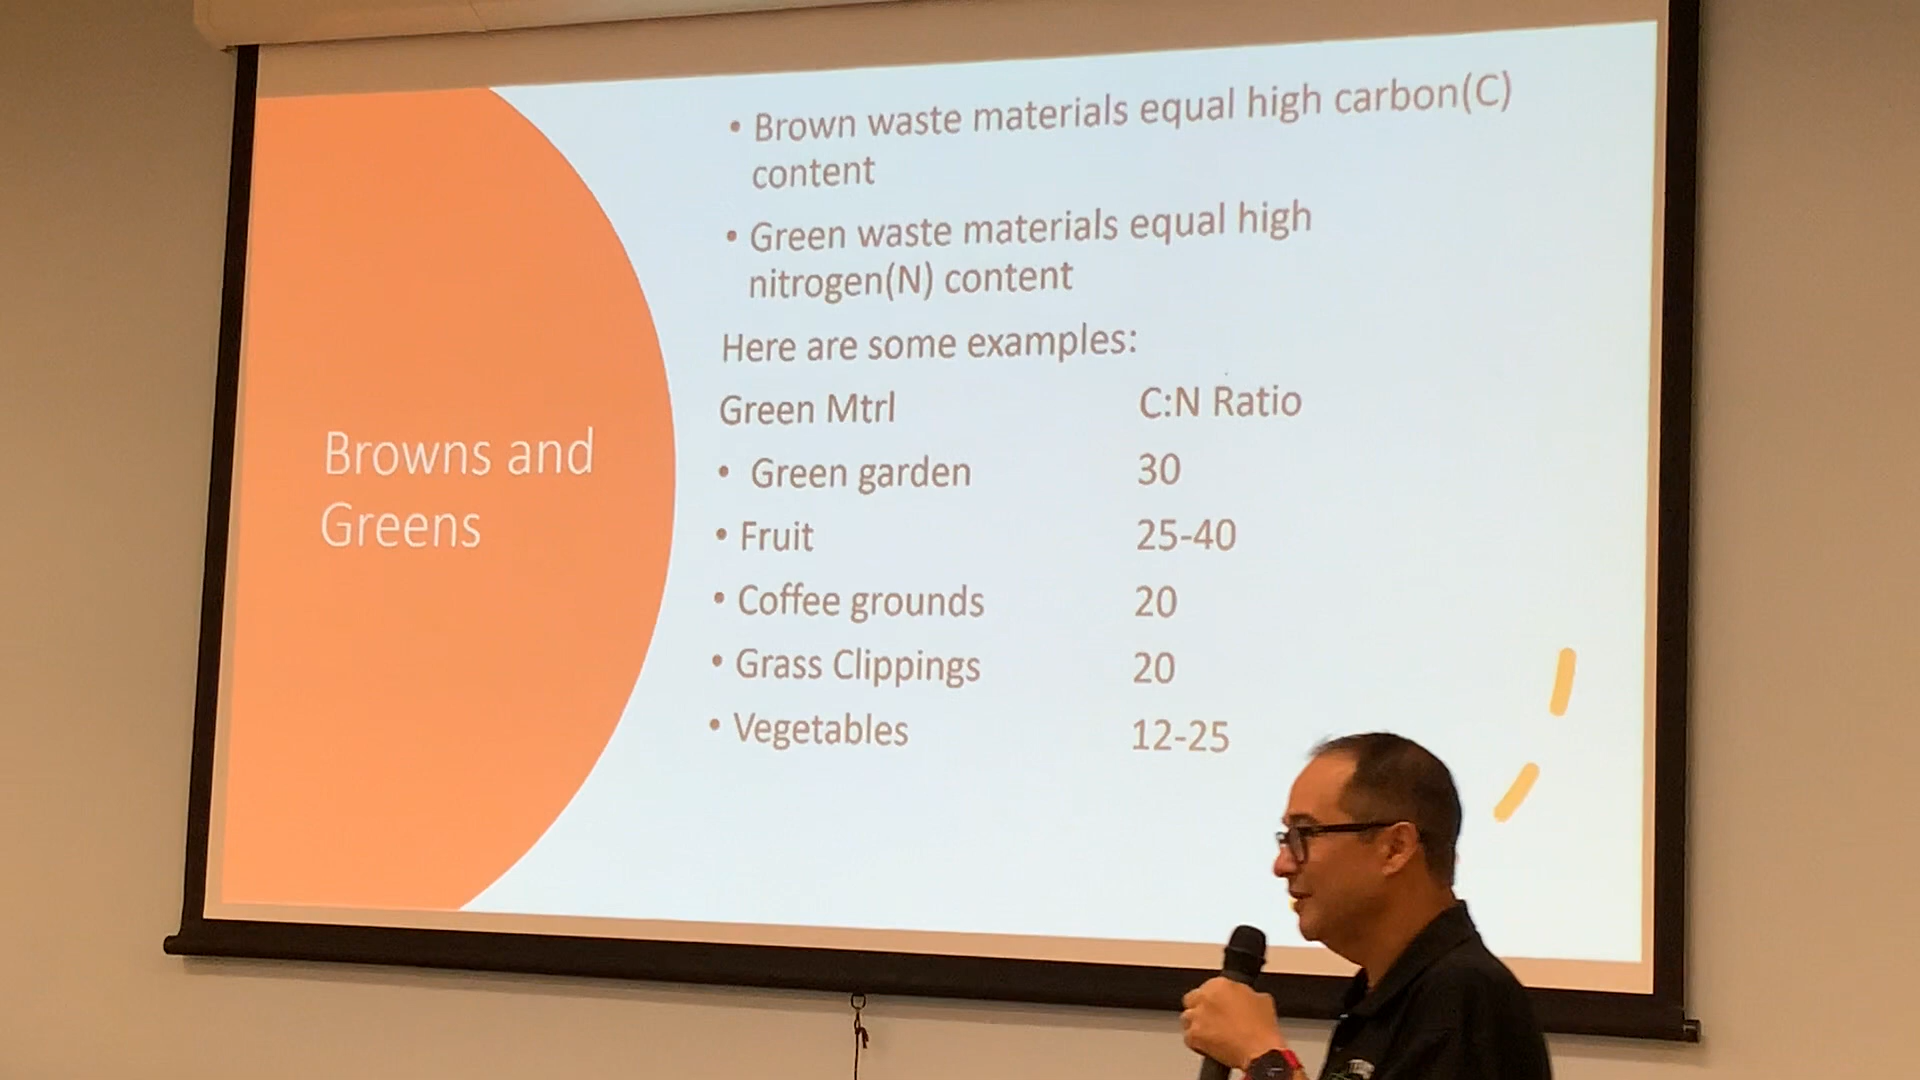 Browns and
Greens
• Brown waste materials equal high carbon(C)
content
• Green waste materials equal high
nitrogen(N) content
Here are some examples:
Green Mtrl C:N Ratio
• Green garden 30
• Fruit 25-40
• Coffee grounds 20
• Grass Clippings 20
• Vegetables 12-25